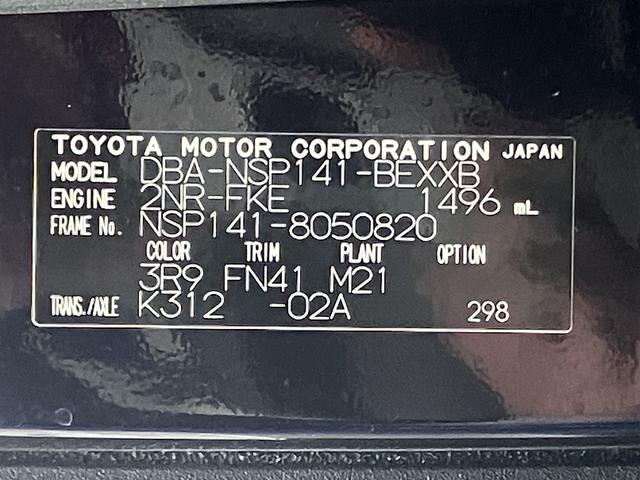 TOYOTA MOTOR CORPORATION JAPAN
MODEL DBA-NSP141-BEXXB
ENGINE 2NR-FKE 1496 mL
FRAME No. NSP141-8050820
COLOR TRIM PLANT OPTION
3R9 FN41 M21
TRANS./AXLE K312 -02A 298